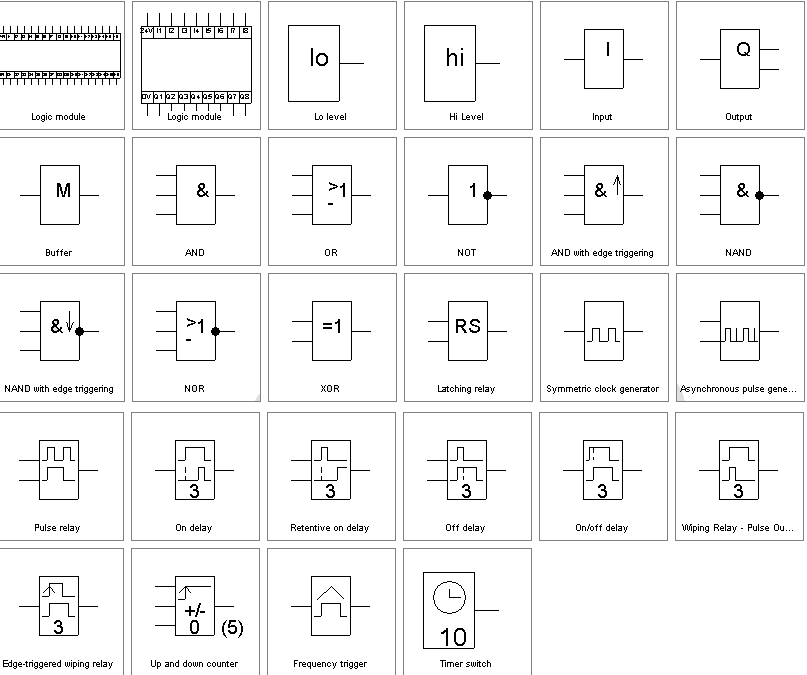 Logic module
24V I1 I2 I3 I4 I5 I6 I7 I8
0V Q1 Q2 Q3 Q4 Q5 Q6 Q7 Q8
Logic module
lo
Lo level
hi
Hi Level
I
Input
Q
Output
M
Buffer
&
AND
>1
-
OR
1
NOT
&
AND with edge triggering
&
NAND
&
NAND with edge triggering
>1
-
NOR
=1
XOR
RS
Latching relay
Symmetric clock generator
Asynchronous pulse gene...
Pulse relay
3
On delay
3
Retentive on delay
3
Off delay
3
On/off delay
3
Wiping Relay - Pulse Ou...
3
Edge-triggered wiping relay
+/-
0 (5)
Up and down counter
Frequency trigger
10
Timer switch